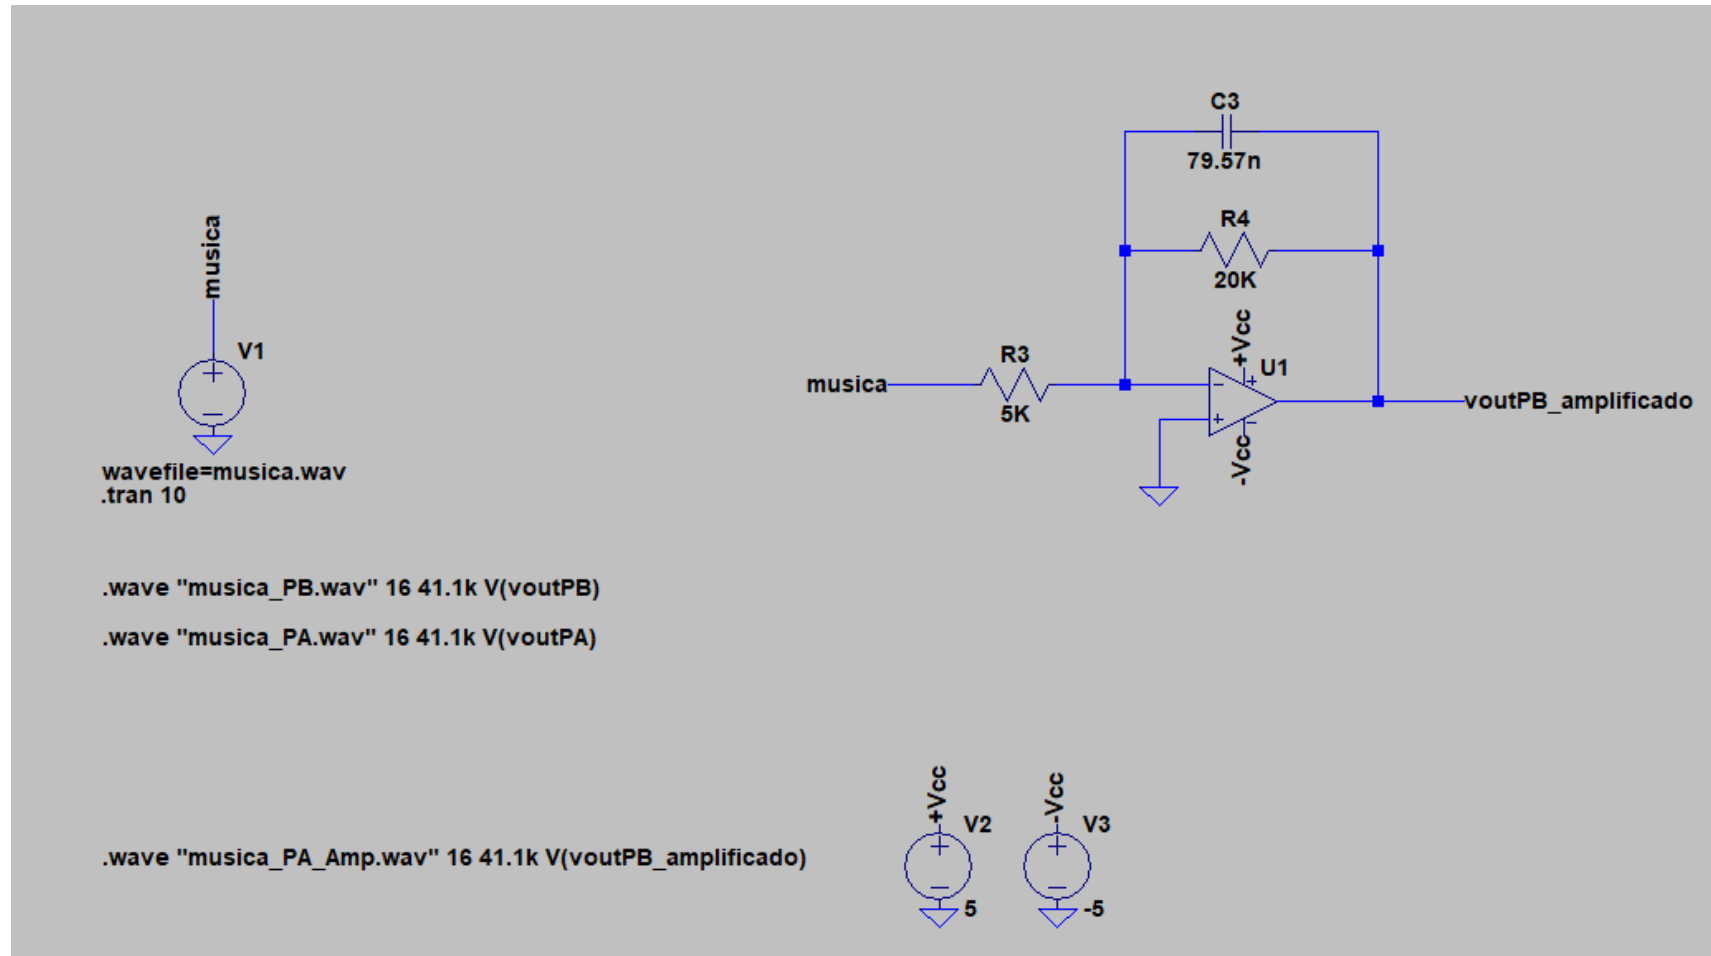 C3
79.57n
R4
20K
musica
V1
wavefile=musica.wav
.tran 10
musica
R3
5K
+Vcc
U1
-Vcc
voutPB_amplificado
.wave "musica_PB.wav" 16 41.1k V(voutPB)
.wave "musica_PA.wav" 16 41.1k V(voutPA)
.wave "musica_PA_Amp.wav" 16 41.1k V(voutPB_amplificado)
+Vcc
V2
5
-Vcc
V3
-5